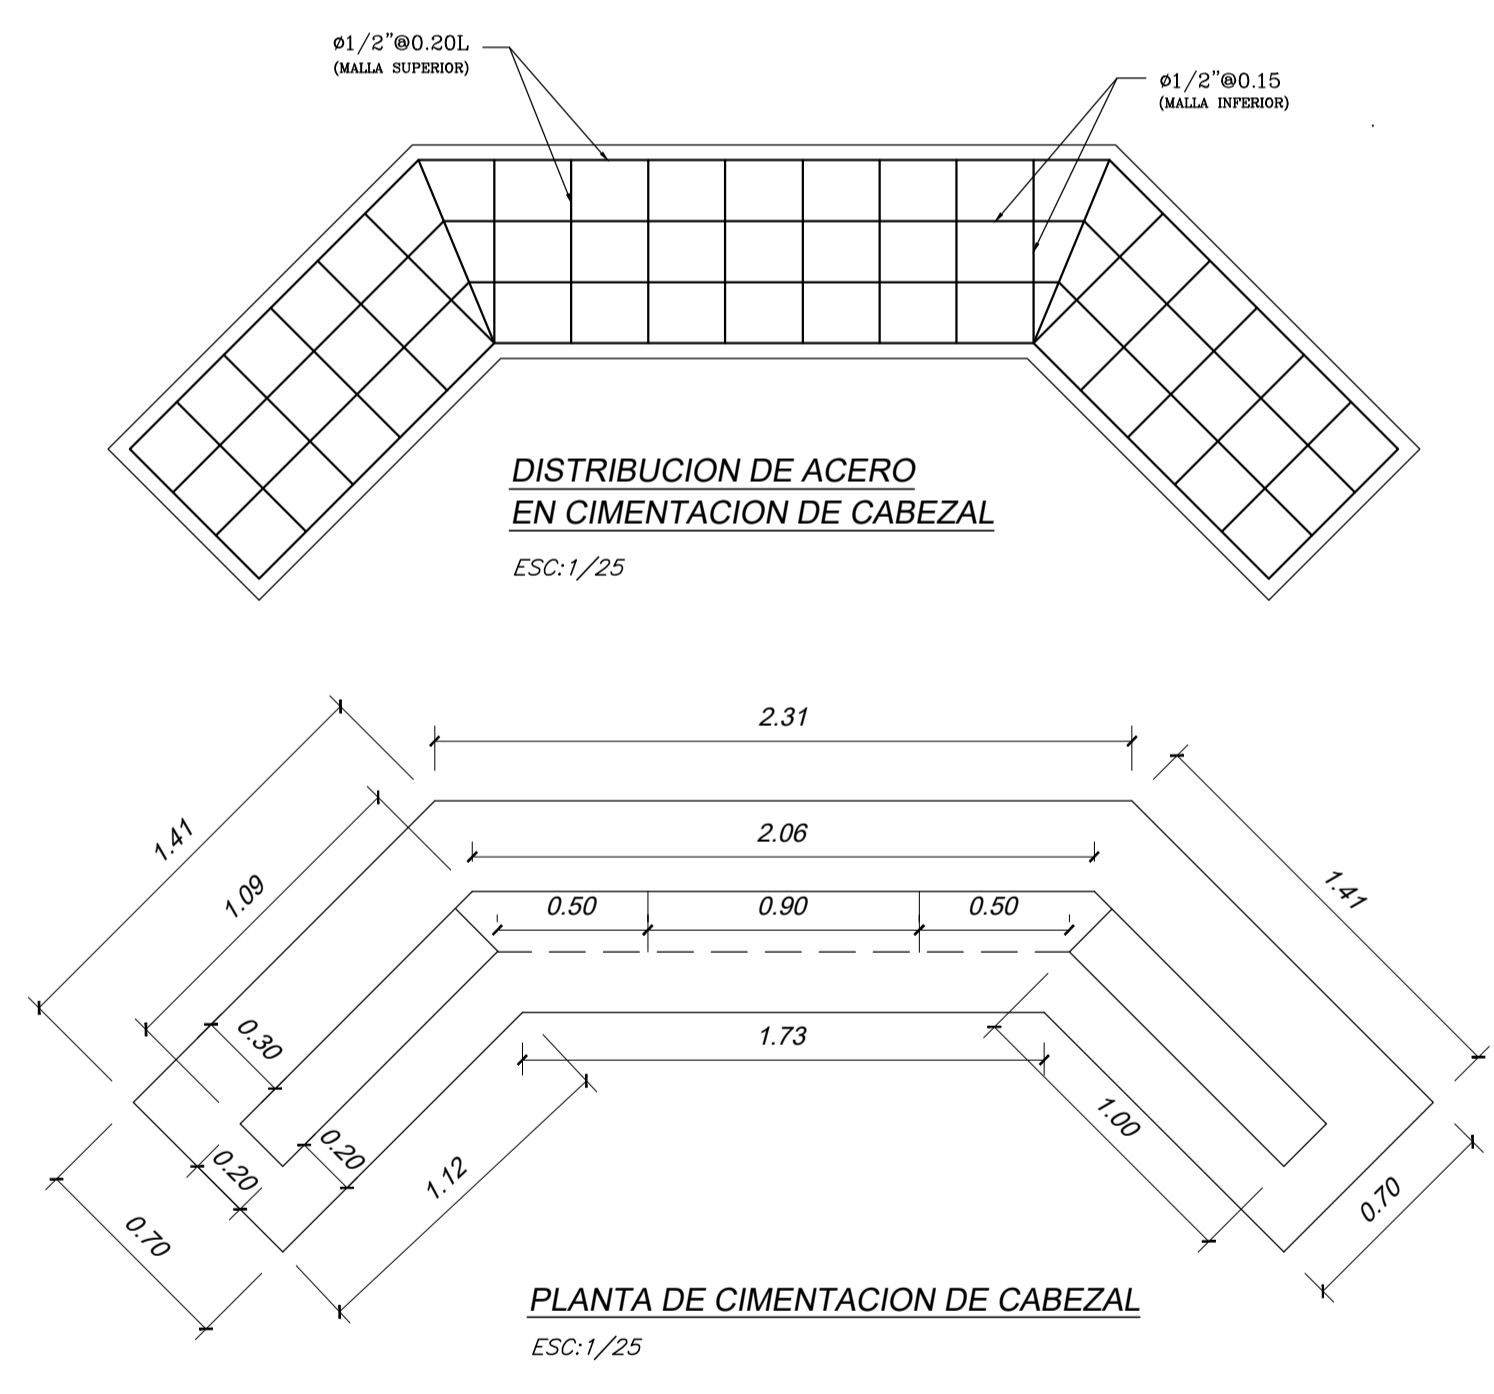 ø1/2"@0.20L
(MALLA SUPERIOR)
ø1/2"@0.15
(MALLA INFERIOR)
DISTRIBUCION DE ACERO
EN CIMENTACION DE CABEZAL
ESC:1/25
2.31
1.41
2.06
1.09
1.41
0.50
0.90
0.50
0.30
1.73
0.20
0.20
1.12
1.00
0.70
0.70
PLANTA DE CIMENTACION DE CABEZAL
ESC:1/25